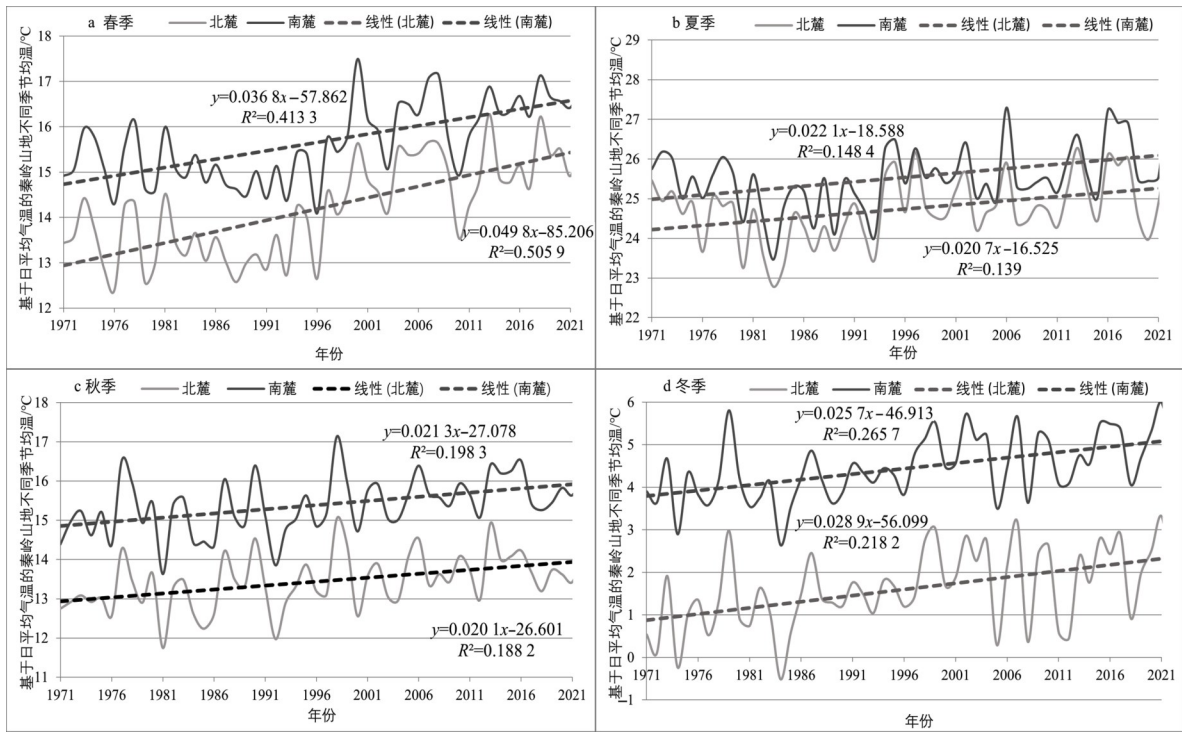 a 春季 北麓 南麓 线性 (北麓) 线性 (南麓)
基于日平均气温的秦岭山地不同季节均温/℃
18
17
16
15
14
13
12
y=0.036 8x−57.862
R²=0.413 3
y=0.049 8x−85.206
R²=0.505 9
1971 1976 1981 1986 1991 1996 2001 2006 2011 2016 2021
年份
b 夏季 北麓 南麓 线性 (北麓) 线性 (南麓)
基于日平均气温的秦岭山地不同季节均温/℃
29
28
27
26
25
24
23
22
y=0.022 1x−18.588
R²=0.148 4
y=0.020 7x−16.525
R²=0.139
1971 1976 1981 1986 1991 1996 2001 2006 2011 2016 2021
年份
c 秋季 北麓 南麓 线性 (北麓) 线性 (南麓)
基于日平均气温的秦岭山地不同季节均温/℃
18
17
16
15
14
13
12
11
y=0.021 3x−27.078
R²=0.198 3
y=0.020 1x−26.601
R²=0.188 2
1971 1976 1981 1986 1991 1996 2001 2006 2011 2016 2021
年份
d 冬季 北麓 南麓 线性 (北麓) 线性 (南麓)
基于日平均气温的秦岭山地不同季节均温/℃
6
5
4
3
2
1
0
−1
y=0.025 7x−46.913
R²=0.265 7
y=0.028 9x−56.099
R²=0.218 2
1971 1976 1981 1986 1991 1996 2001 2006 2011 2016 2021
年份